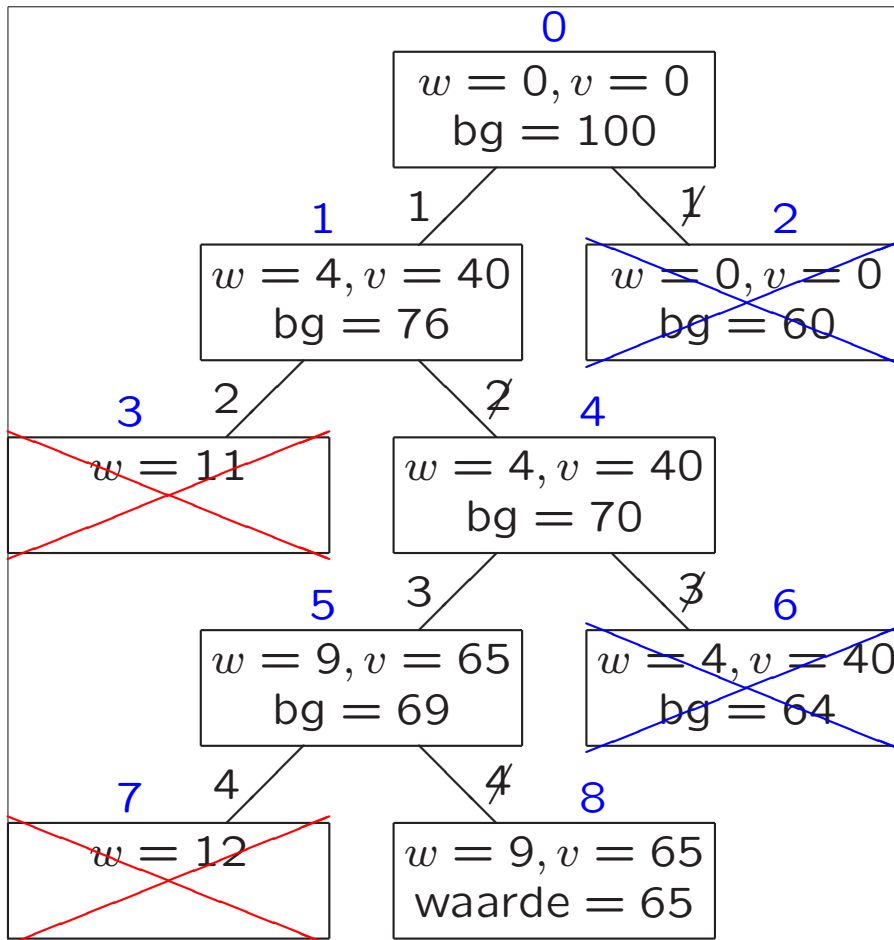 0
w = 0, v = 0
bg = 100
1 1̸
1 2
w = 4, v = 40 w = 0, v = 0
bg = 76 bg = 60
2 2̸
3 4
w = 11 w = 4, v = 40
bg = 70
3 3̸
5 6
w = 9, v = 65 w = 4, v = 40
bg = 69 bg = 64
4 4̸
7 8
w = 12 w = 9, v = 65
waarde = 65